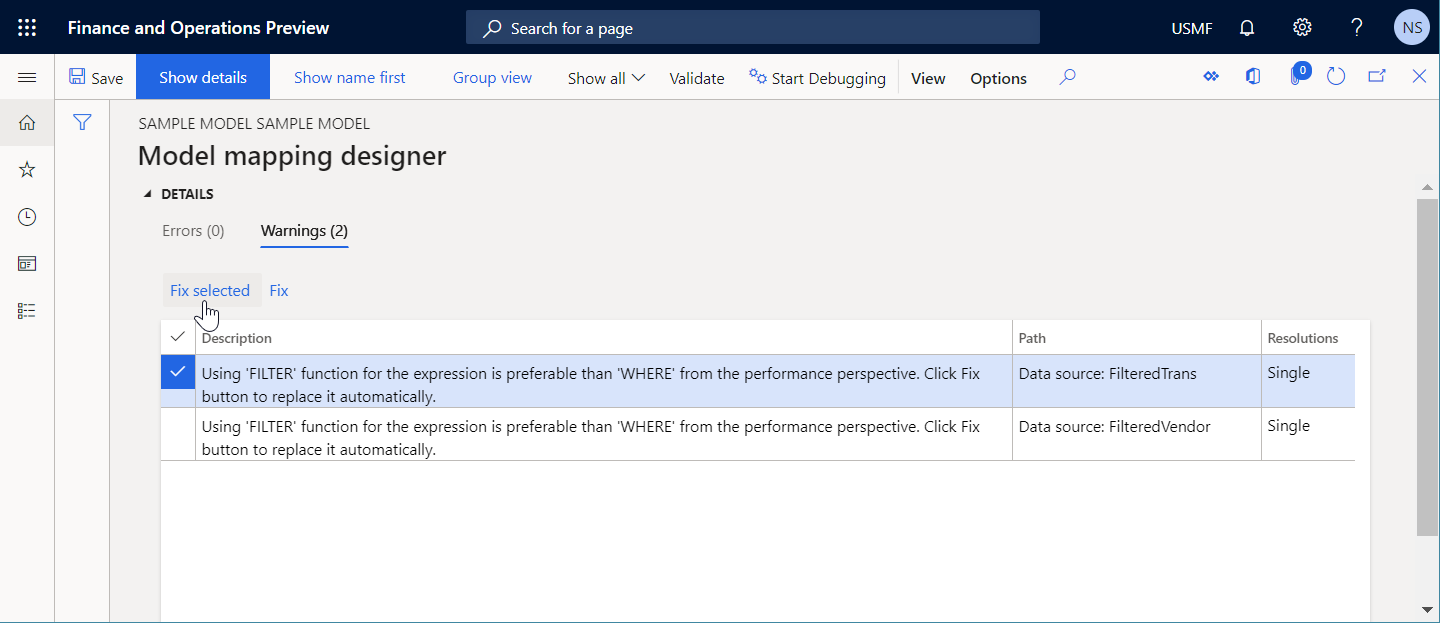 Finance and Operations Preview
Search for a page
USMF
?
NS
Save
Show details
Show name first
Group view
Show all
Validate
Start Debugging
View
Options
0
SAMPLE MODEL SAMPLE MODEL
Model mapping designer
DETAILS
Errors (0)
Warnings (2)
Fix selected
Fix
Description
Path
Resolutions
Using 'FILTER' function for the expression is preferable than 'WHERE' from the performance perspective. Click Fix
button to replace it automatically.
Data source: FilteredTrans
Single
Using 'FILTER' function for the expression is preferable than 'WHERE' from the performance perspective. Click Fix
button to replace it automatically.
Data source: FilteredVendor
Single